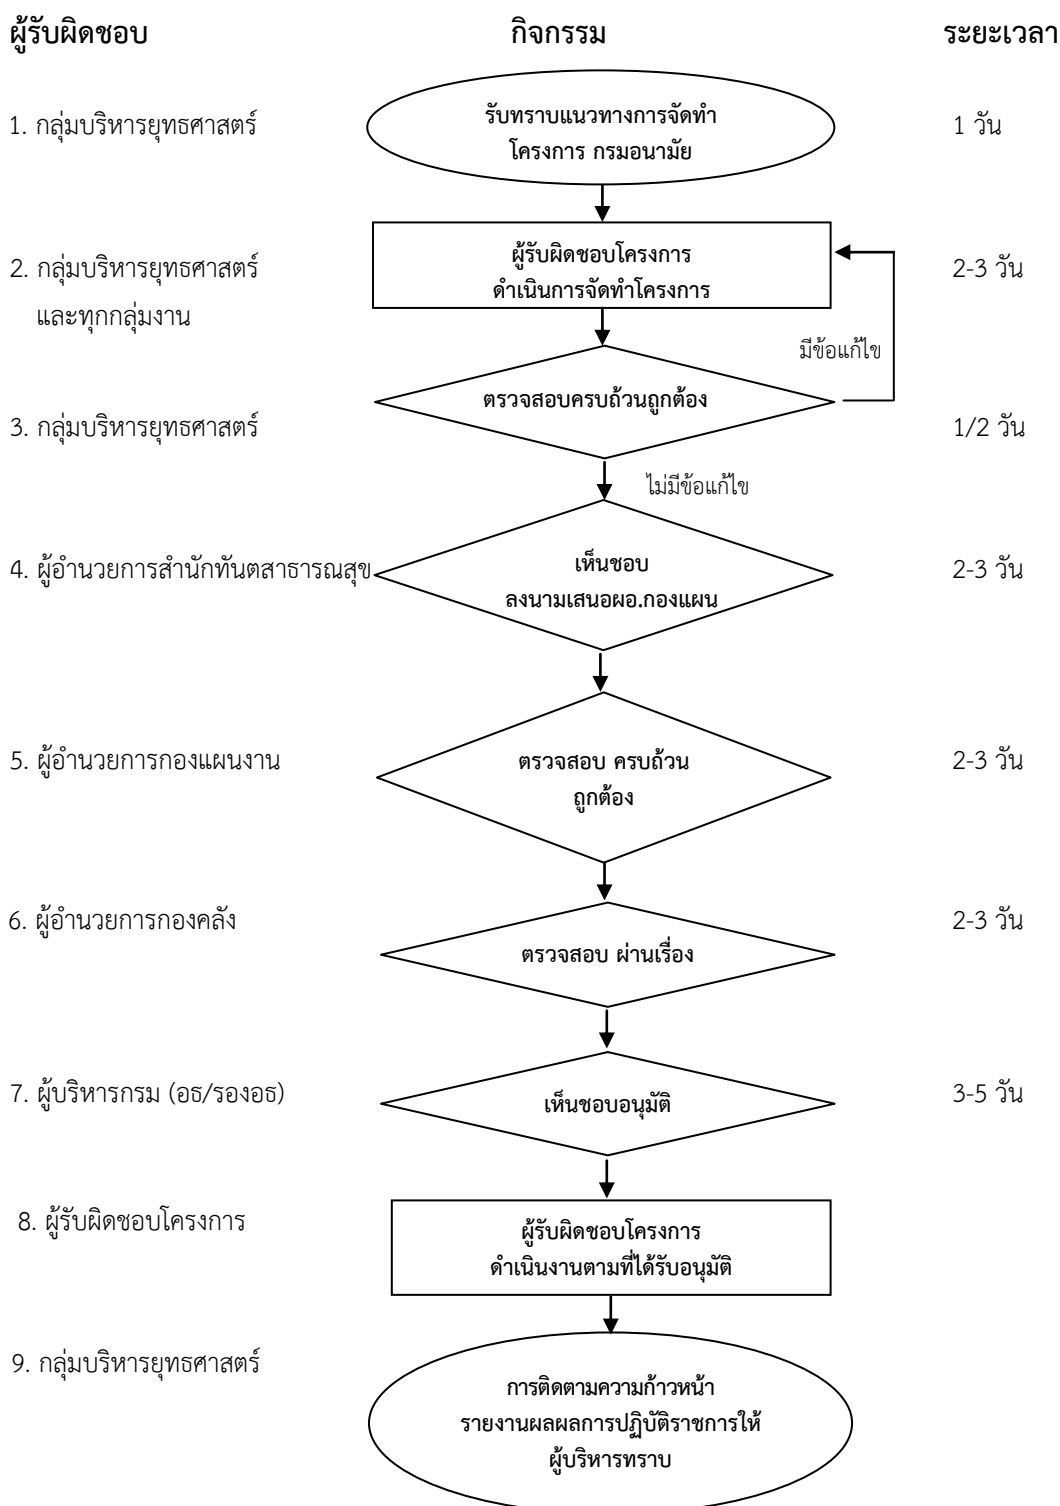 ผู้รับผิดชอบ กิจกรรม ระยะเวลา
1. กลุ่มบริหารยุทธศาสตร์
รับทราบแนวทางการจัดทำ
โครงการ กรมอนามัย
1 วัน
2. กลุ่มบริหารยุทธศาสตร์
และทุกกลุ่มงาน
ผู้รับผิดชอบโครงการ
ดำเนินการจัดทำโครงการ
2-3 วัน
มีข้อแก้ไข
3. กลุ่มบริหารยุทธศาสตร์
ตรวจสอบครบถ้วนถูกต้อง
1/2 วัน
ไม่มีข้อแก้ไข
4. ผู้อำนวยการสำนักทันตสาธารณสุข
เห็นชอบ
ลงนามเสนอผอ.กองแผน
2-3 วัน
5. ผู้อำนวยการกองแผนงาน
ตรวจสอบ ครบถ้วน
ถูกต้อง
2-3 วัน
6. ผู้อำนวยการกองคลัง
ตรวจสอบ ผ่านเรื่อง
2-3 วัน
7. ผู้บริหารกรม (อธ/รองอธ)
เห็นชอบอนุมัติ
3-5 วัน
8. ผู้รับผิดชอบโครงการ
ผู้รับผิดชอบโครงการ
ดำเนินงานตามที่ได้รับอนุมัติ
9. กลุ่มบริหารยุทธศาสตร์
การติดตามความก้าวหน้า
รายงานผลผลการปฏิบัติราชการให้
ผู้บริหารทราบ